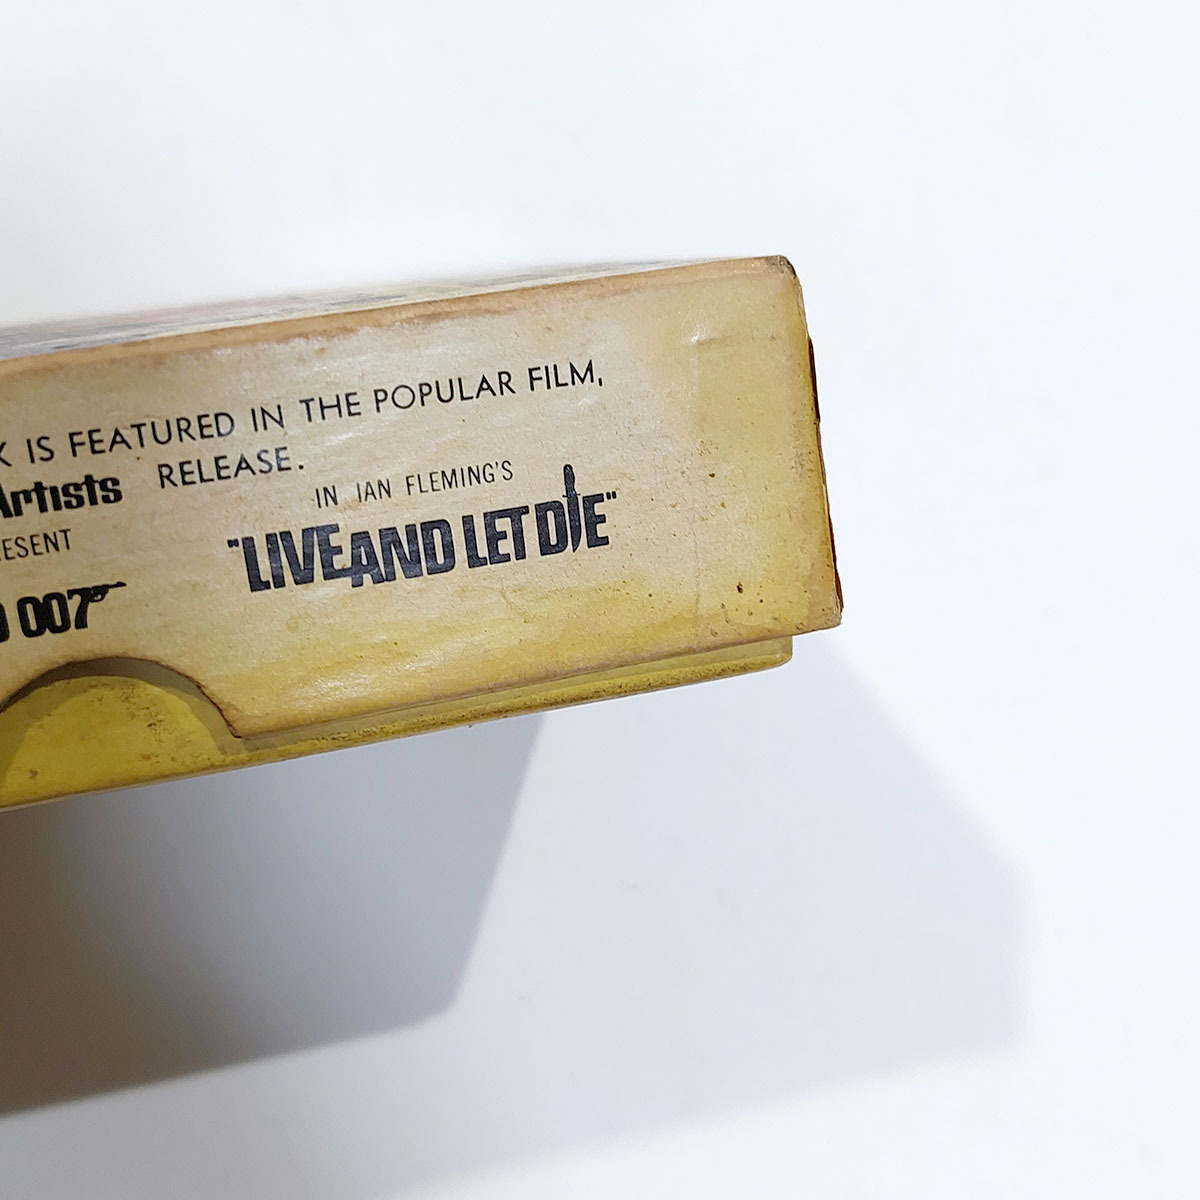 K IS FEATURED IN THE POPULAR FILM,
Artists RELEASE.
ESENT
007
IN IAN FLEMING'S
"LIVE AND LET DIE"